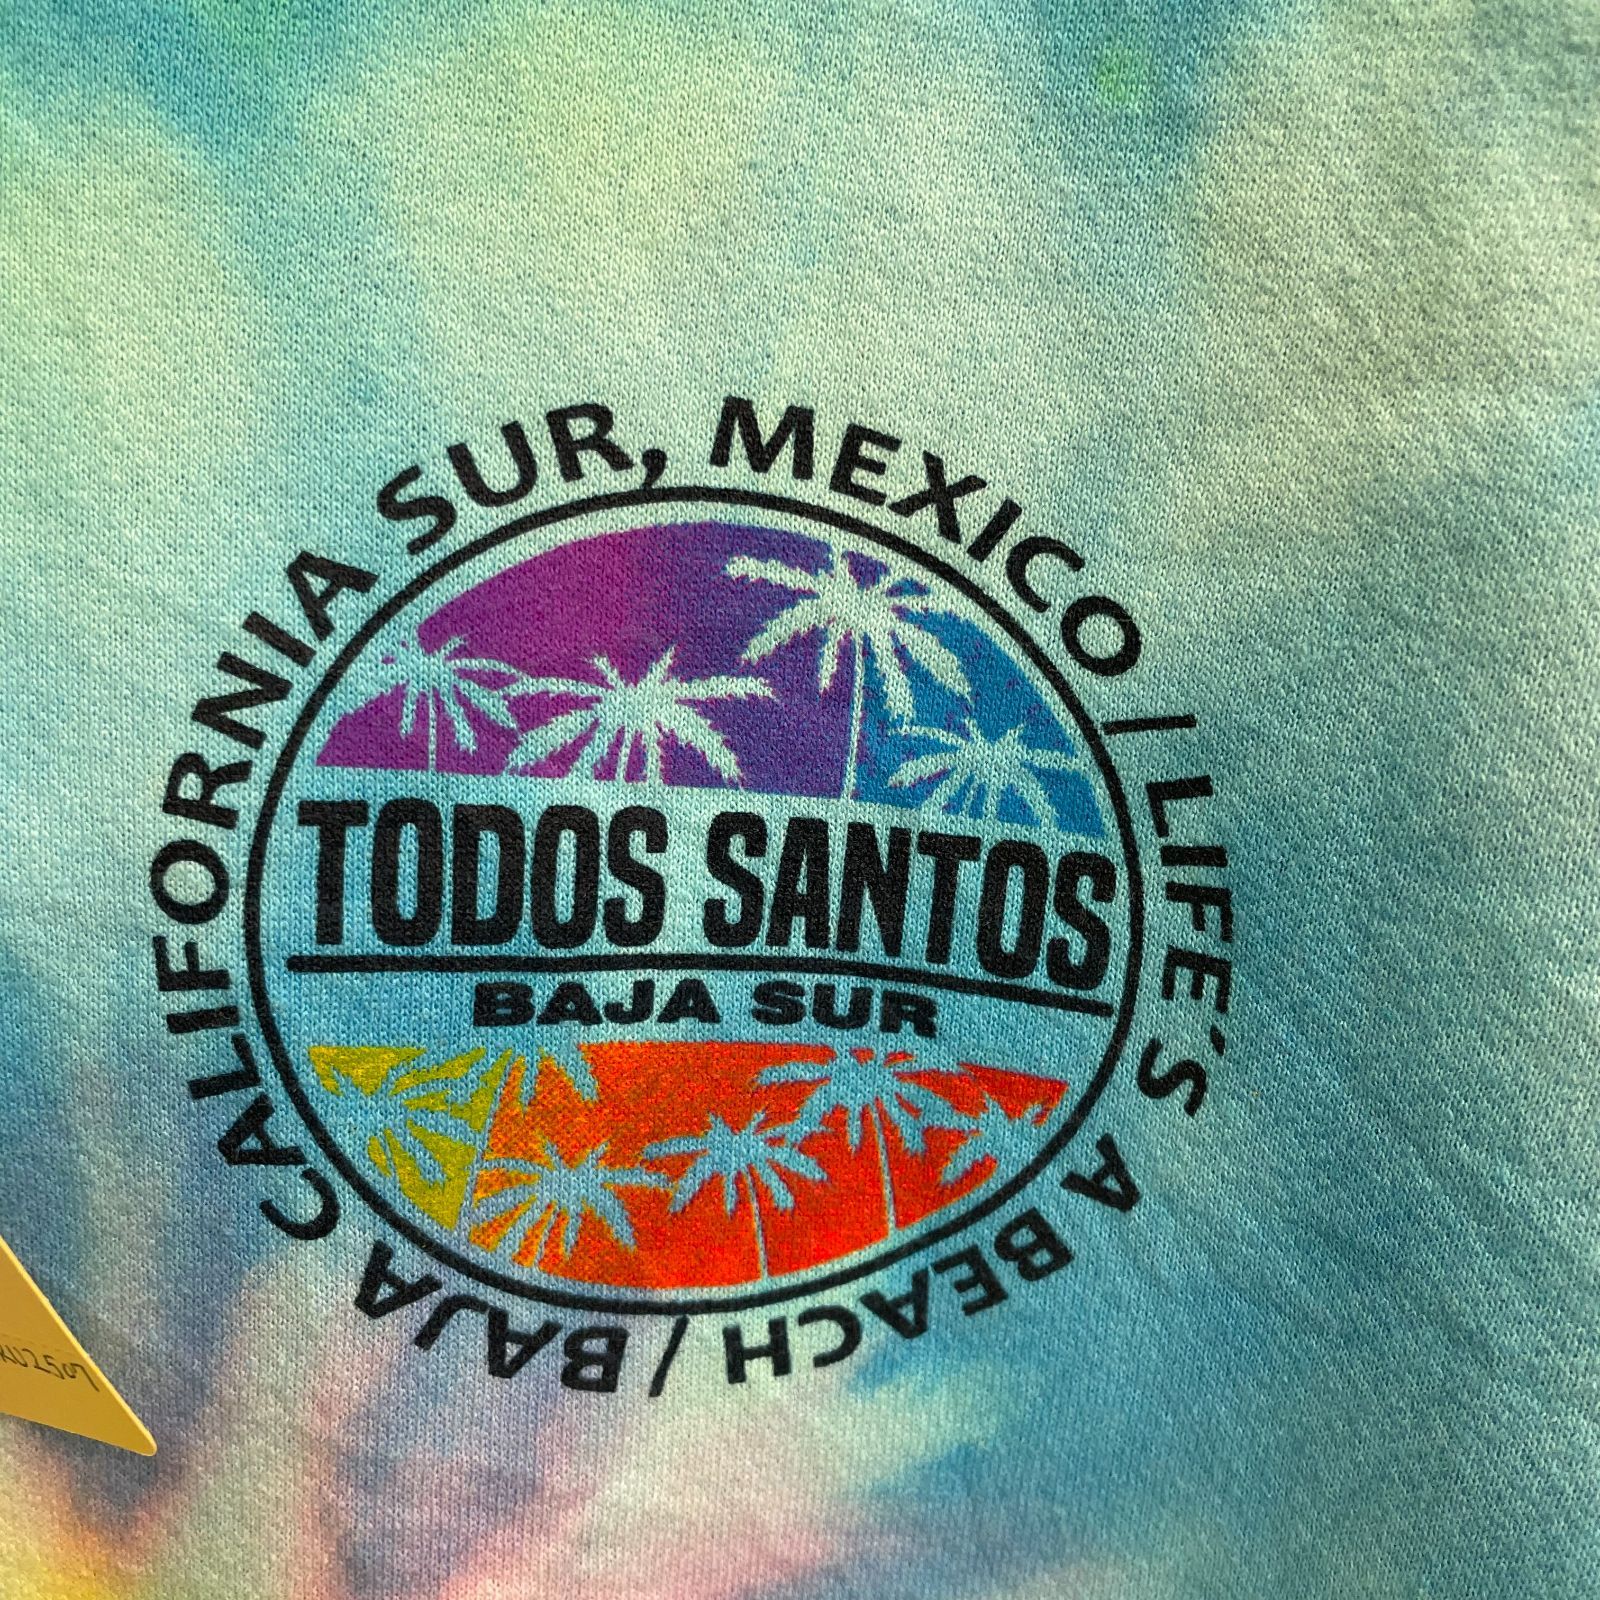 BAJA CALIFORNIA SUR, MEXICO / LIFE'S A BEACH /
TODOS SANTOS
BAJA SUR